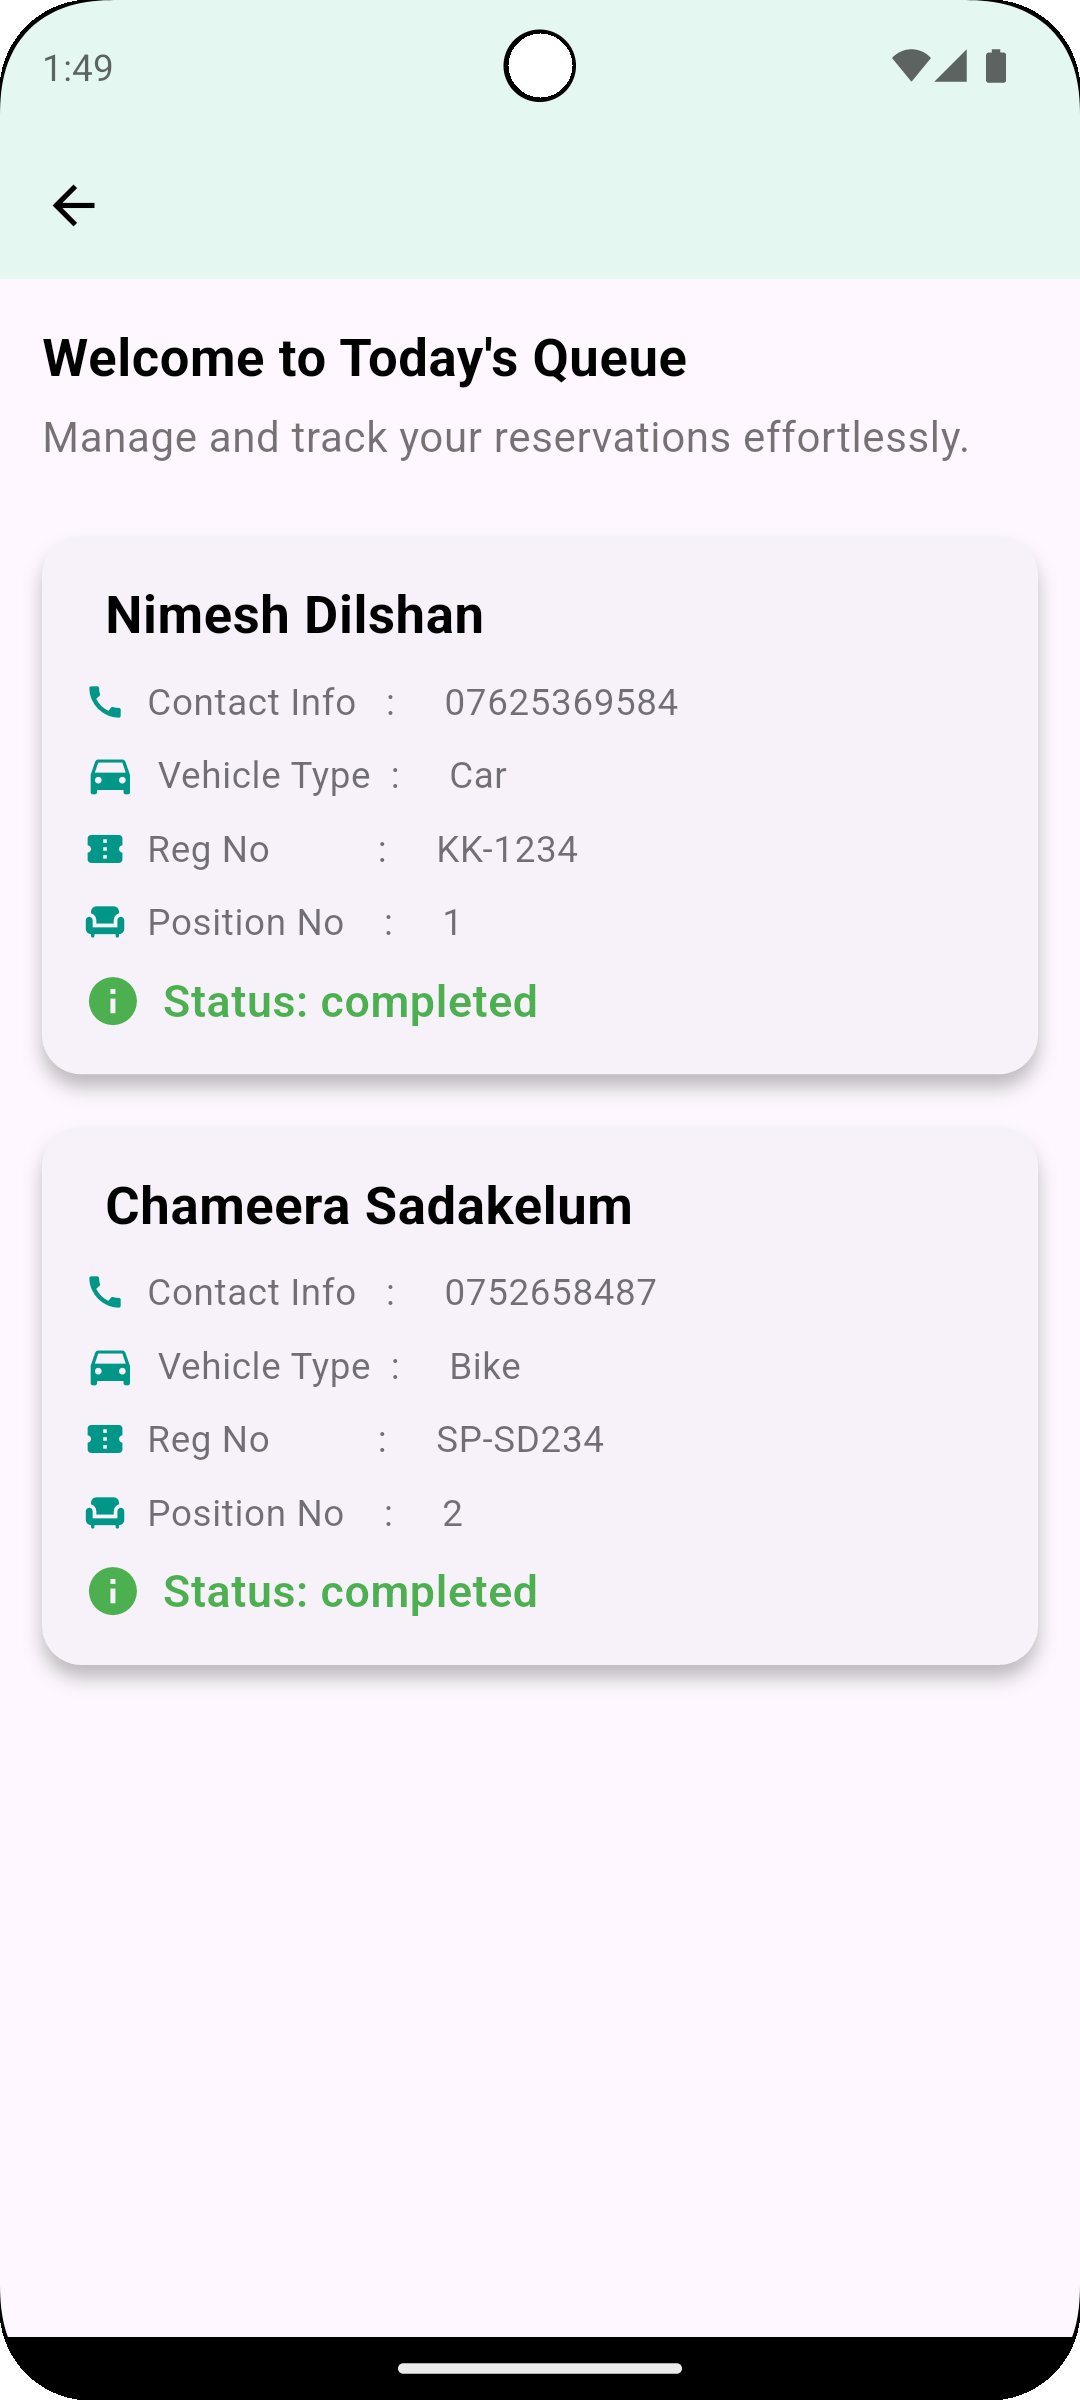 1:49
Welcome to Today's Queue
Manage and track your reservations effortlessly.
Nimesh Dilshan
Contact Info : 07625369584
Vehicle Type : Car
Reg No : KK-1234
Position No : 1
Status: completed
Chameera Sadakelum
Contact Info : 0752658487
Vehicle Type : Bike
Reg No : SP-SD234
Position No : 2
Status: completed